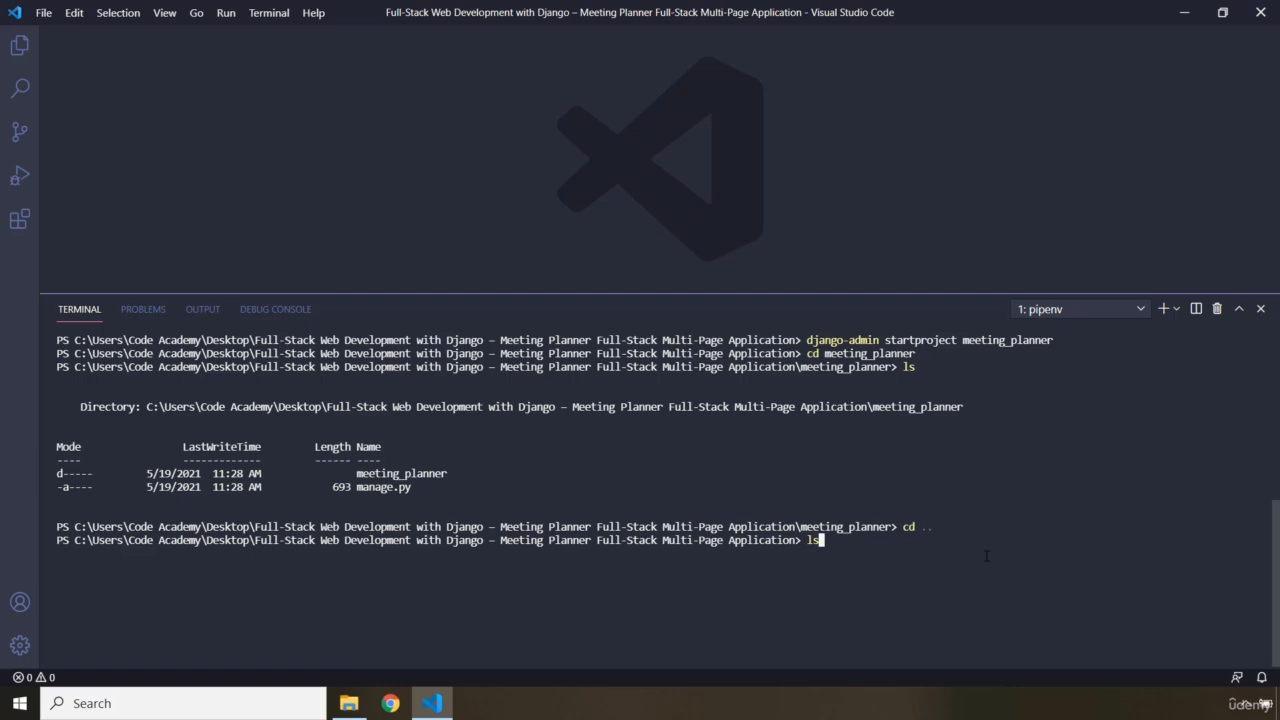 File Edit Selection View Go Run Terminal Help
Full-Stack Web Development with Django – Meeting Planner Full-Stack Multi-Page Application - Visual Studio Code
TERMINAL PROBLEMS OUTPUT DEBUG CONSOLE
1: pipenv
PS C:\Users\Code Academy\Desktop\Full-Stack Web Development with Django – Meeting Planner Full-Stack Multi-Page Application> django-admin startproject meeting_planner
PS C:\Users\Code Academy\Desktop\Full-Stack Web Development with Django – Meeting Planner Full-Stack Multi-Page Application> cd meeting_planner
PS C:\Users\Code Academy\Desktop\Full-Stack Web Development with Django – Meeting Planner Full-Stack Multi-Page Application\meeting_planner> ls
Directory: C:\Users\Code Academy\Desktop\Full-Stack Web Development with Django – Meeting Planner Full-Stack Multi-Page Application\meeting_planner
Mode LastWriteTime Length Name
---- ------------- ------ ----
d----- 5/19/2021 11:28 AM meeting_planner
-a---- 5/19/2021 11:28 AM 693 manage.py
PS C:\Users\Code Academy\Desktop\Full-Stack Web Development with Django – Meeting Planner Full-Stack Multi-Page Application\meeting_planner> cd ..
PS C:\Users\Code Academy\Desktop\Full-Stack Web Development with Django – Meeting Planner Full-Stack Multi-Page Application> ls
0 0
Search
Udemy